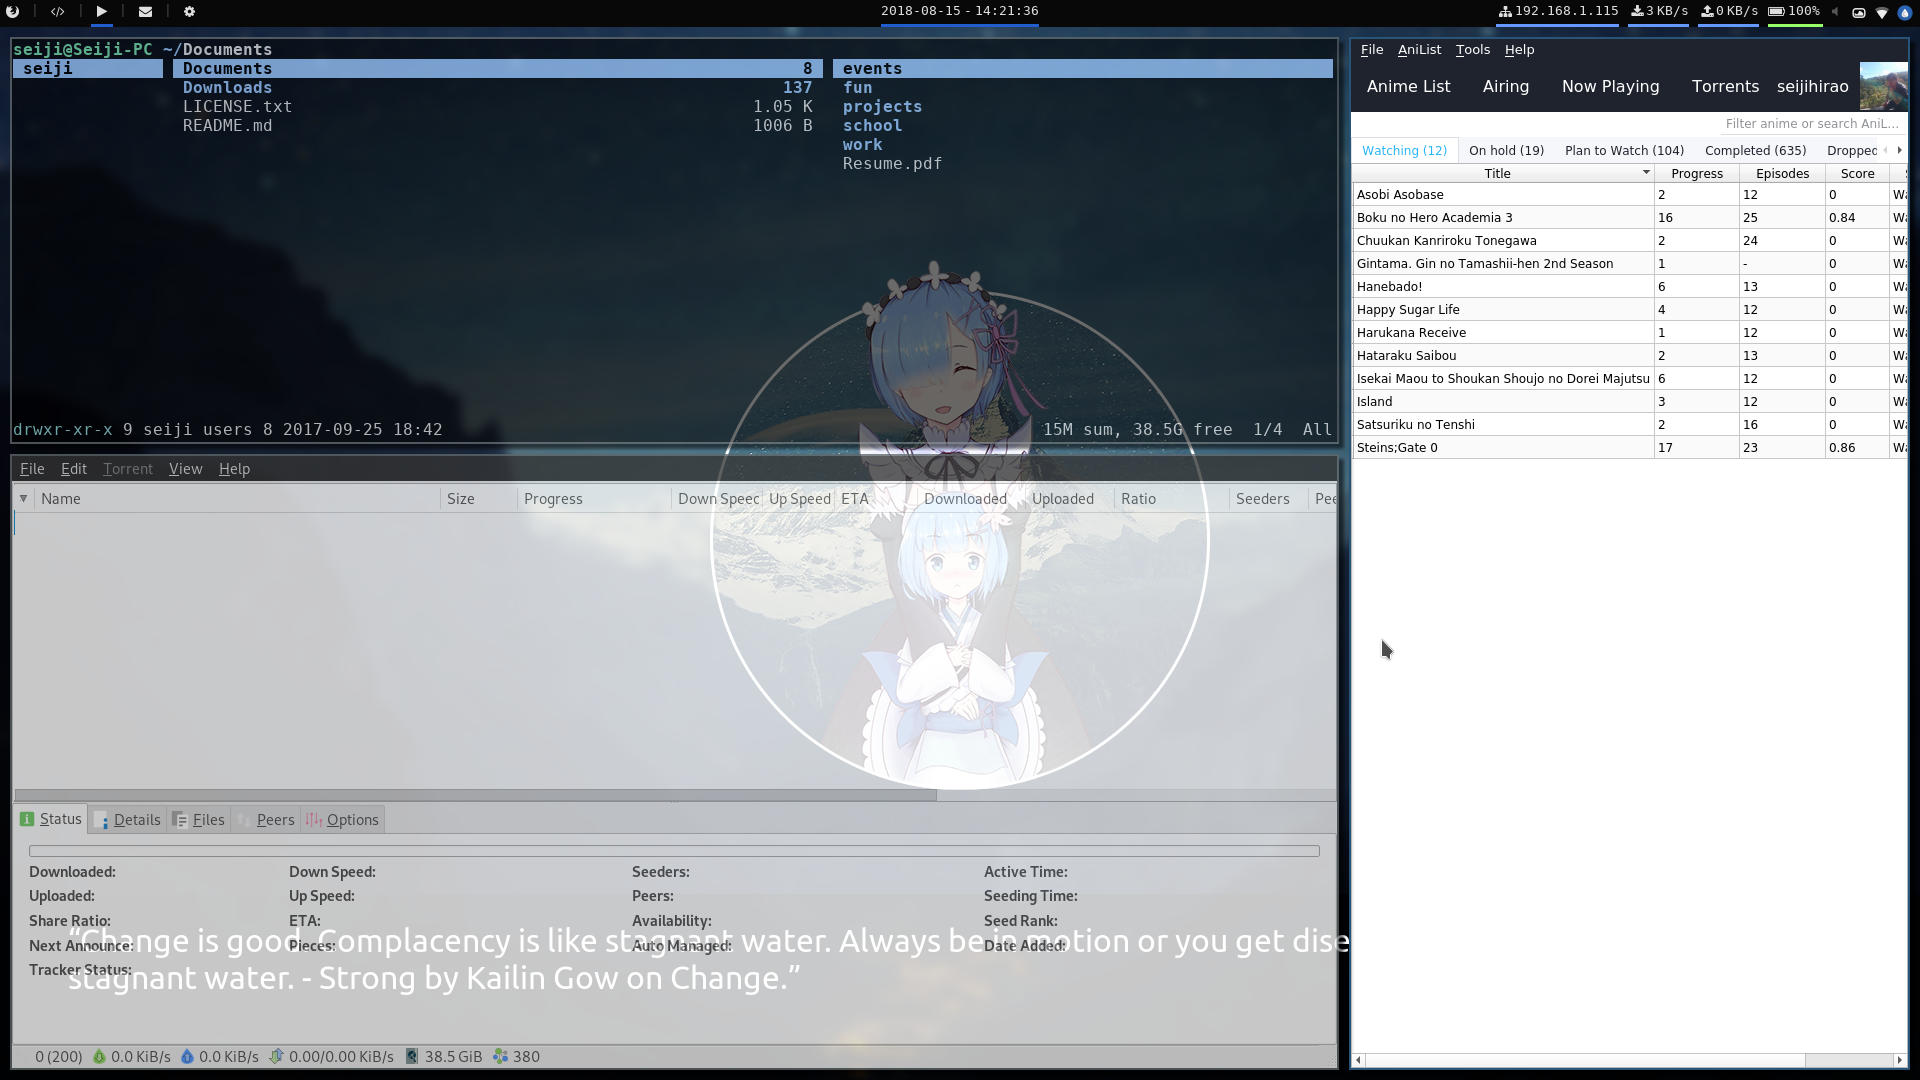 2018-08-15 - 14:21:36
192.168.1.115 3 KB/s 0 KB/s 100%
seiji@Seiji-PC ~/Documents
seiji Documents 8 events
Downloads 137 fun
LICENSE.txt 1.05 K projects
README.md 1006 B school
work
Resume.pdf
drwxr-xr-x 9 seiji users 8 2017-09-25 18:42 15M sum, 38.5G free 1/4 All
File Edit Torrent View Help
Name Size Progress Down Speed Up Speed ETA Downloaded Uploaded Ratio Seeders Pee
Status Details Files Peers Options
Downloaded: Down Speed: Seeders: Active Time:
Uploaded: Up Speed: Peers: Seeding Time:
Share Ratio: ETA: Availability: Seed Rank:
Next Announce: Pieces: Auto Managed: Date Added:
Tracker Status:
“Change is good. Complacency is like stagnant water. Always be in motion or you get dise
stagnant water. - Strong by Kailin Gow on Change.”
0 (200) 0.0 KiB/s 0.0 KiB/s 0.00/0.00 KiB/s 38.5 GiB 380
File AniList Tools Help
Anime List Airing Now Playing Torrents seijihirao
Filter anime or search AniL...
Watching (12) On hold (19) Plan to Watch (104) Completed (635) Dropped
Title Progress Episodes Score
Asobi Asobase 2 12 0 Wa
Boku no Hero Academia 3 16 25 0.84 Wa
Chuukan Kanriroku Tonegawa 2 24 0 Wa
Gintama. Gin no Tamashii-hen 2nd Season 1 - 0 Wa
Hanebado! 6 13 0 Wa
Happy Sugar Life 4 12 0 Wa
Harukana Receive 1 12 0 Wa
Hataraku Saibou 2 13 0 Wa
Isekai Maou to Shoukan Shoujo no Dorei Majutsu 6 12 0 Wa
Island 3 12 0 Wa
Satsuriku no Tenshi 2 16 0 Wa
Steins;Gate 0 17 23 0.86 Wa